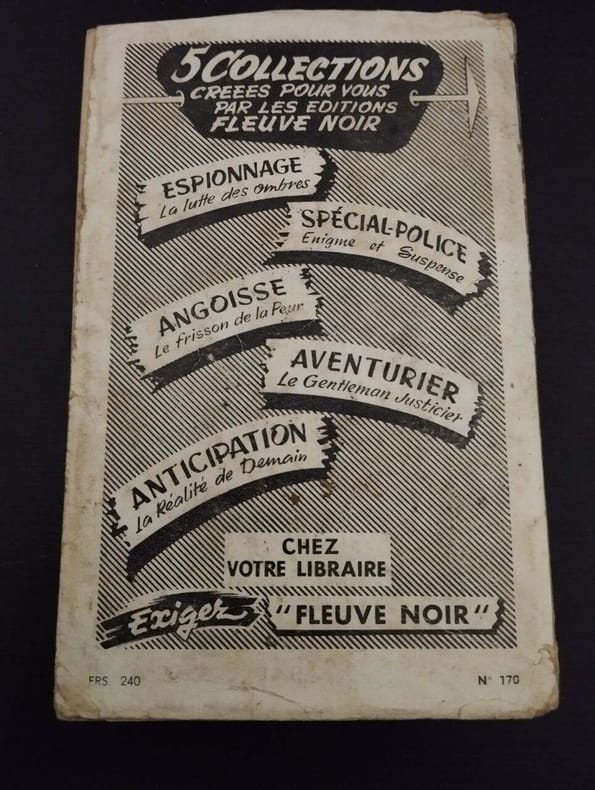 5 COLLECTIONS
CREEES POUR VOUS
PAR LES EDITIONS
FLEUVE NOIR
ESPIONNAGE
La lutte des ombres
SPÉCIAL-POLICE
Enigme et Suspense
ANGOISSE
Le frisson de la Peur
AVENTURIER
Le Gentleman Justicier
ANTICIPATION
La Réalité de Demain
CHEZ
VOTRE LIBRAIRE
Exigez "FLEUVE NOIR"
FRS. 240 N° 170